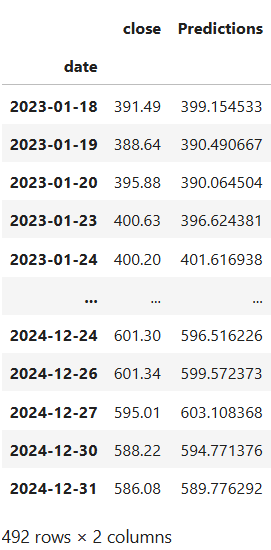 close Predictions
date
2023-01-18 391.49 399.154533
2023-01-19 388.64 390.490667
2023-01-20 395.88 390.064504
2023-01-23 400.63 396.624381
2023-01-24 400.20 401.616938
... ... ...
2024-12-24 601.30 596.516226
2024-12-26 601.34 599.572373
2024-12-27 595.01 603.108368
2024-12-30 588.22 594.771376
2024-12-31 586.08 589.776292
492 rows × 2 columns